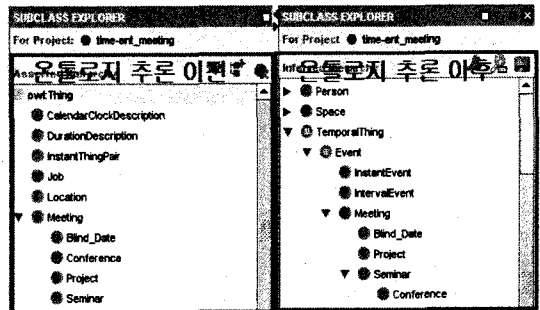 SUBCLASS EXPLORER
For Project: time-ent_meeting
온톨로지 추론 이전
owl:Thing
CalendarClockDescription
DurationDescription
InstantThingPair
Job
Location
Meeting
Blind_Date
Conference
Project
Seminar
SUBCLASS EXPLORER
For Project time-ent_meeting
온톨로지 추론 이후
Person
Space
TemporalThing
Event
InstantEvent
IntervalEvent
Meeting
Blind_Date
Project
Seminar
Conference